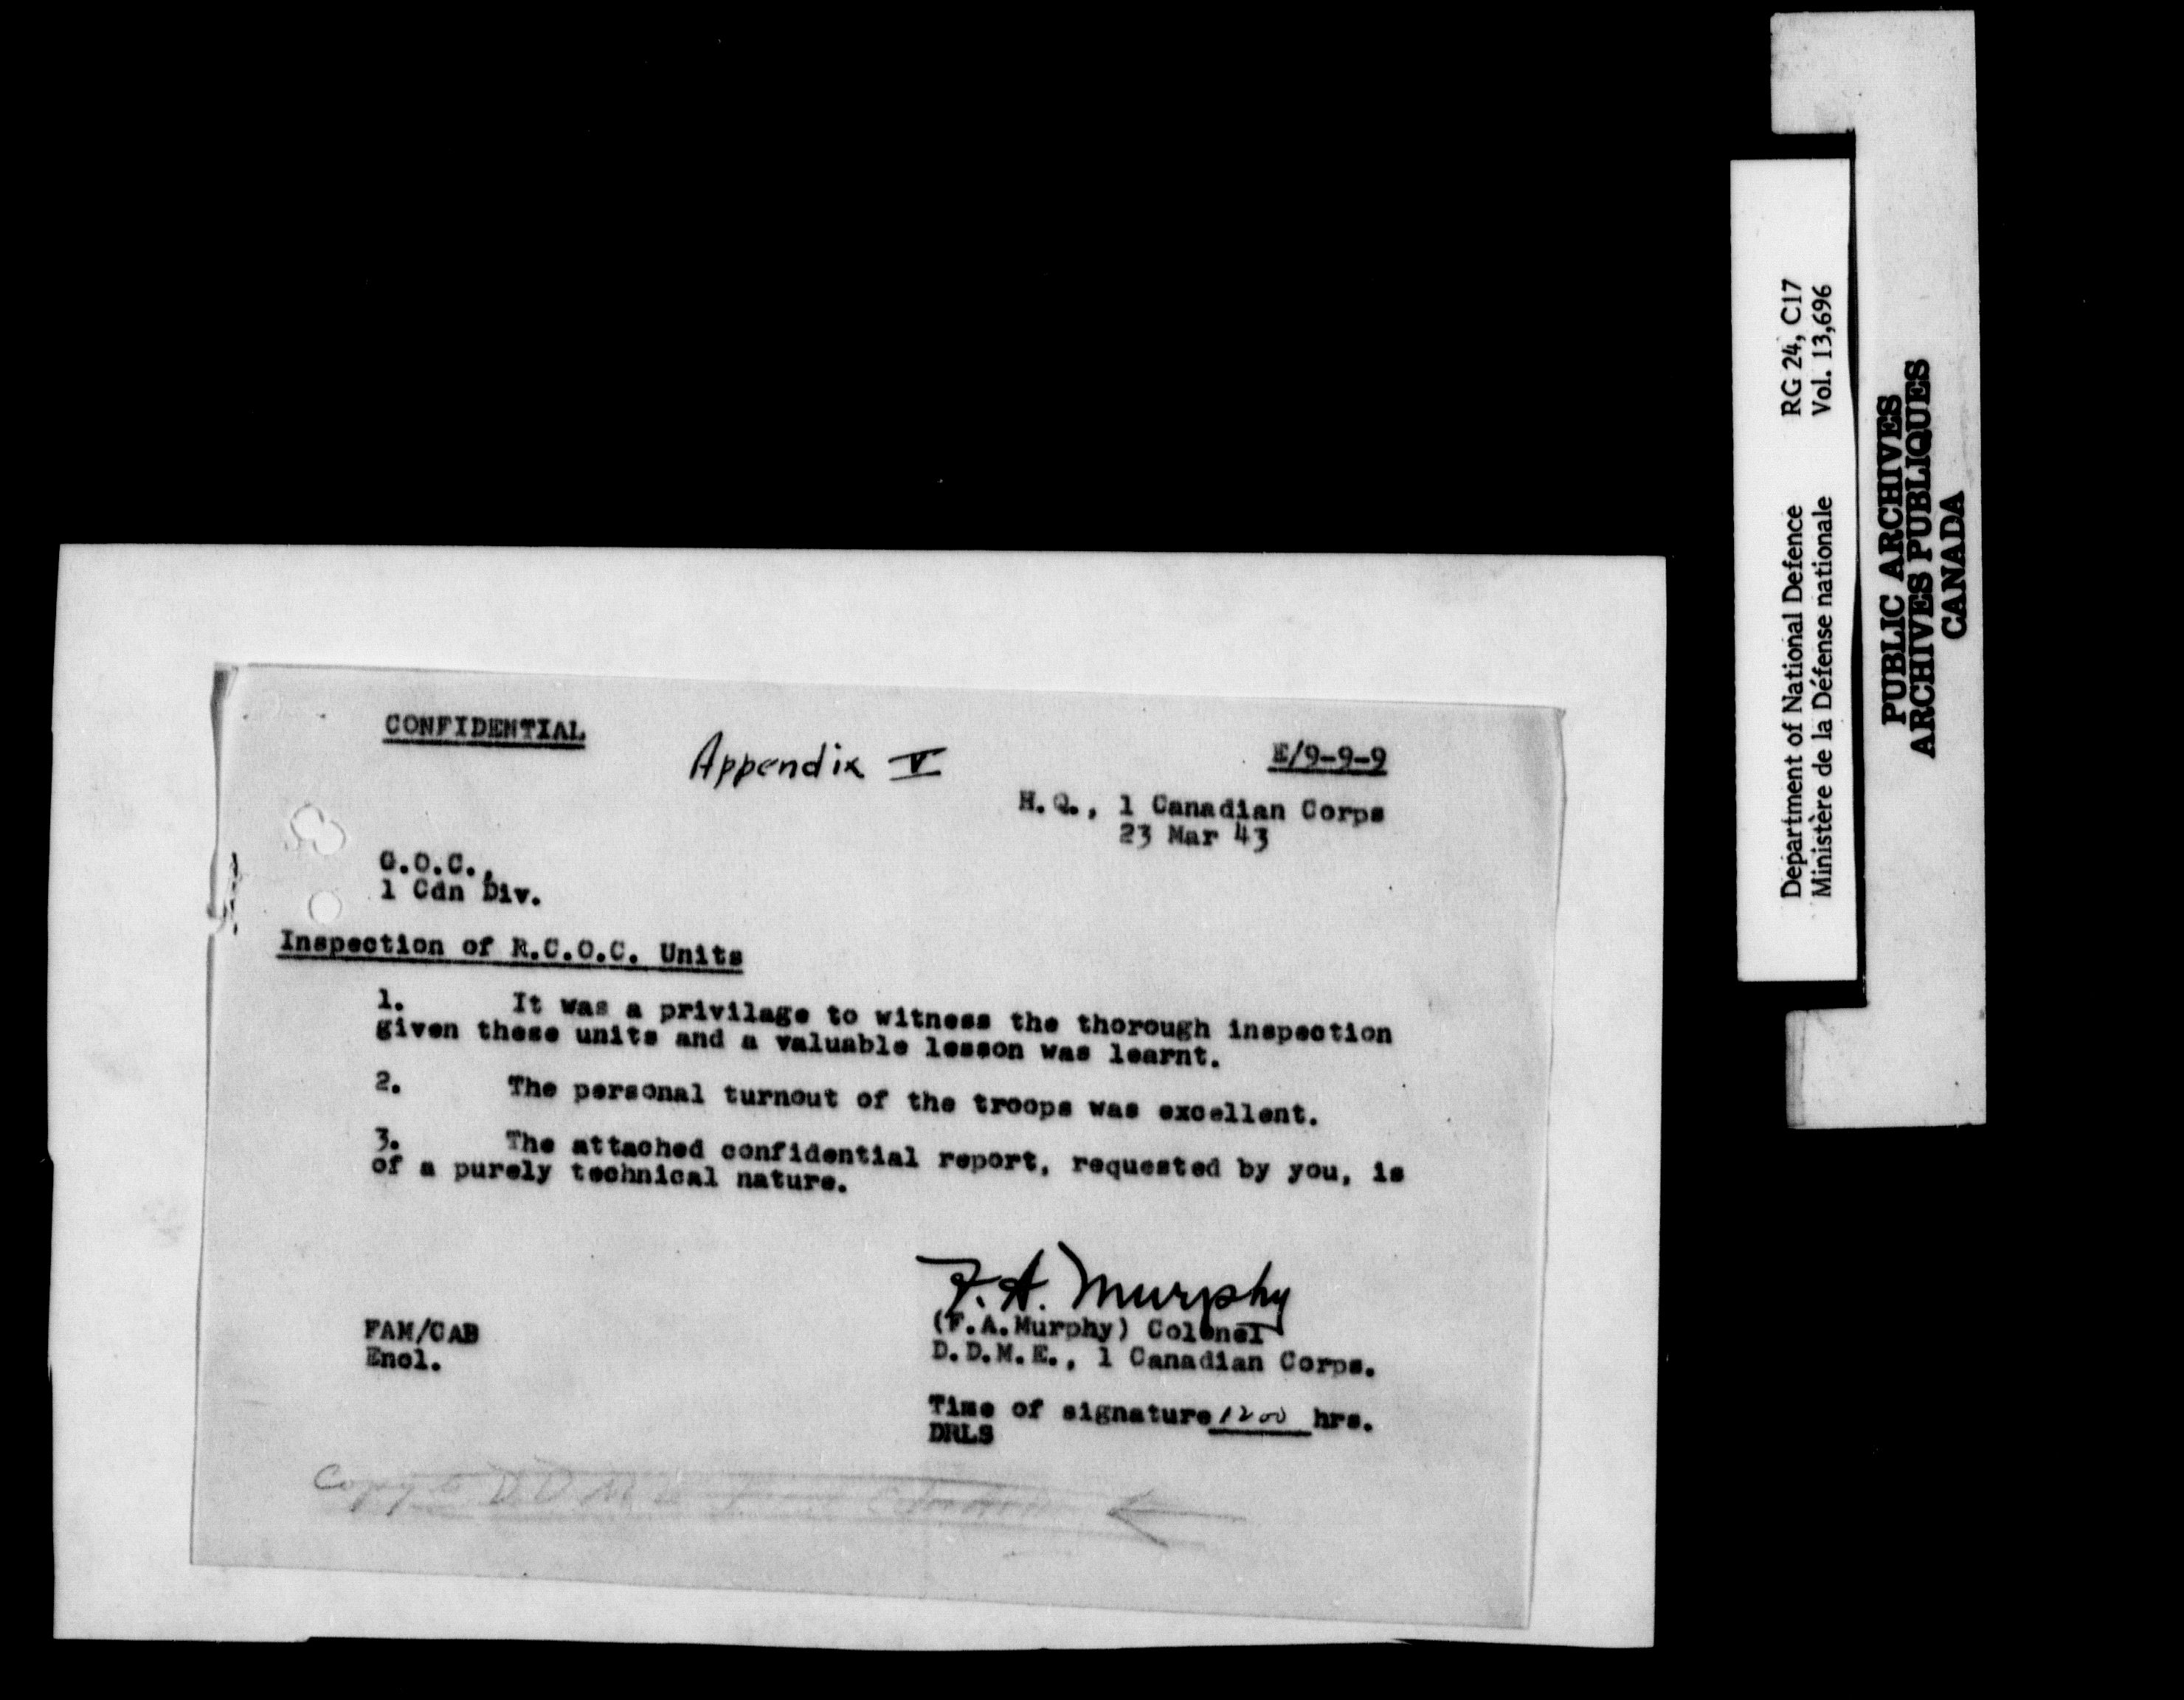 CONFIDENTIAL
Appendix V
E/9-9-9
H.Q., 1 Canadian Corps
23 Mar 43
G.O.C.,
1 Cdn Div.
Inspection of R.C.O.C. Units
1. It was a privilage to witness the thorough inspection
given these units and a valuable lesson was learnt.
2. The personal turnout of the troops was excellent.
3. The attached confidential report, requested by you, is
of a purely technical nature.
F. A. Murphy
(F.A.Murphy) Colonel
D.D.M.E., 1 Canadian Corps.
FAM/CAB
Encl.
Time of signature 1200 hrs.
DRLS
Copy to
Department of National Defence RG 24, C17
Ministère de la Défense nationale Vol. 13,696
PUBLIC ARCHIVES
ARCHIVES PUBLIQUES
CANADA